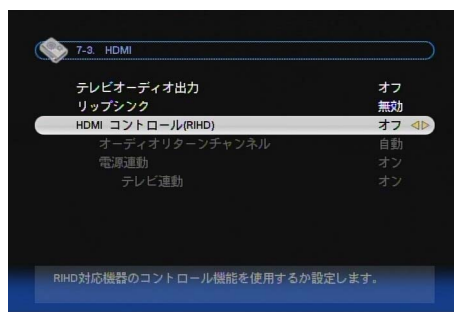 7-3. HDMI
テレビオーディオ出力 オフ
リップシンク 無効
HDMI コントロール(RIHD) オフ
オーディオリターンチャンネル 自動
電源連動 オン
テレビ連動 オン
RIHD対応機器のコントロール機能を使用するか設定します。